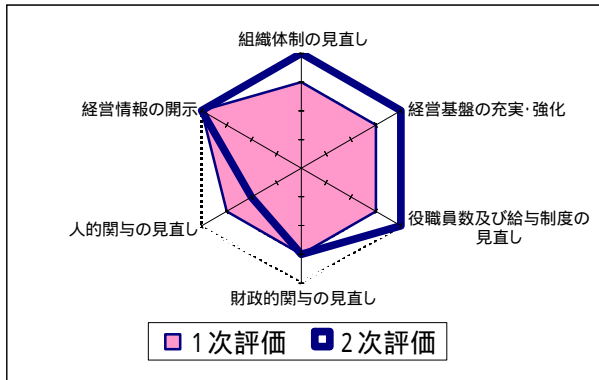 組織体制の見直し
経営情報の開示
経営基盤の充実・強化
人的関与の見直し
役職員数及び給与制度の
見直し
財政的関与の見直し
1次評価 2次評価